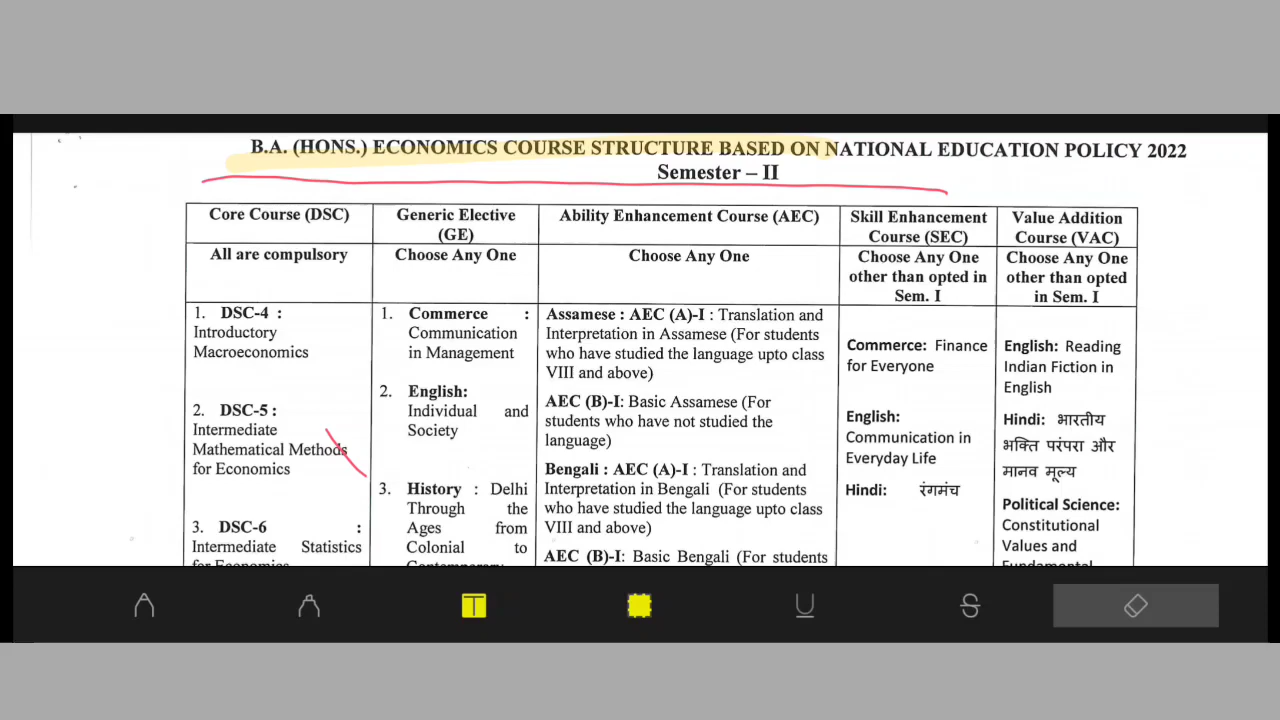 B.A. (HONS.) ECONOMICS COURSE STRUCTURE BASED ON NATIONAL EDUCATION POLICY 2022
Semester – II
Core Course (DSC)
All are compulsory
1. DSC-4 :
Introductory
Macroeconomics
2. DSC-5 :
Intermediate
Mathematical Methods
for Economics
3. DSC-6 :
Intermediate Statistics
for Economics
Generic Elective
(GE)
Choose Any One
1. Commerce :
Communication
in Management
2. English:
Individual and
Society
3. History : Delhi
Through the
Ages from
Colonial to
Contemporary
Ability Enhancement Course (AEC)
Choose Any One
Assamese : AEC (A)-I : Translation and
Interpretation in Assamese (For students
who have studied the language upto class
VIII and above)
AEC (B)-I: Basic Assamese (For
students who have not studied the
language)
Bengali : AEC (A)-I : Translation and
Interpretation in Bengali (For students
who have studied the language upto class
VIII and above)
AEC (B)-I: Basic Bengali (For students
Skill Enhancement
Course (SEC)
Choose Any One
other than opted in
Sem. I
Commerce: Finance
for Everyone
English:
Communication in
Everyday Life
Hindi: रंगमंच
Value Addition
Course (VAC)
Choose Any One
other than opted
in Sem. I
English: Reading
Indian Fiction in
English
Hindi: भारतीय
भक्ति परंपरा और
मानव मूल्य
Political Science:
Constitutional
Values and
Fundamental
T
U
S